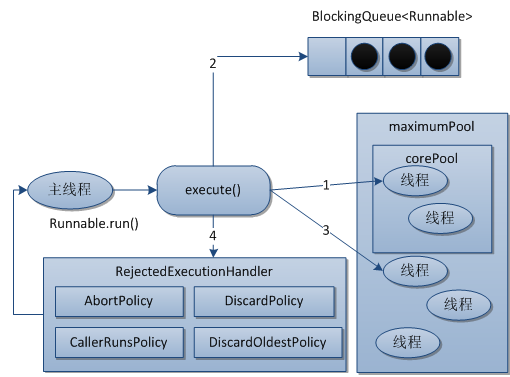 BlockingQueue<Runnable>
2
maximumPool
corePool
线程
线程
主线程
execute()
1
Runnable.run()
4
3
RejectedExecutionHandler
AbortPolicy
DiscardPolicy
CallerRunsPolicy
DiscardOldestPolicy
线程
线程
线程